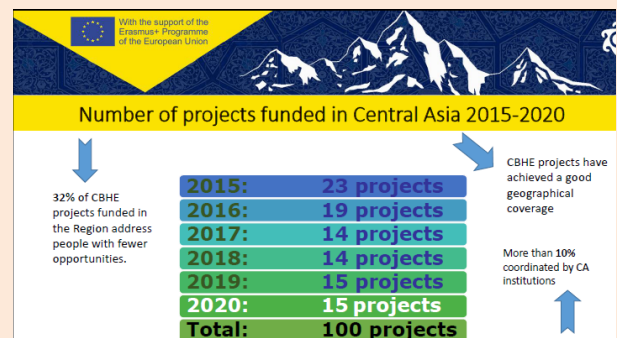 With the support of the
Erasmus+ Programme
of the European Union
Number of projects funded in Central Asia 2015-2020
32% of CBHE
projects funded in
the Region address
people with fewer
opportunities.
2015: 23 projects
2016: 19 projects
2017: 14 projects
2018: 14 projects
2019: 15 projects
2020: 15 projects
Total: 100 projects
CBHE projects have
achieved a good
geographical
coverage
More than 10%
coordinated by CA
institutions